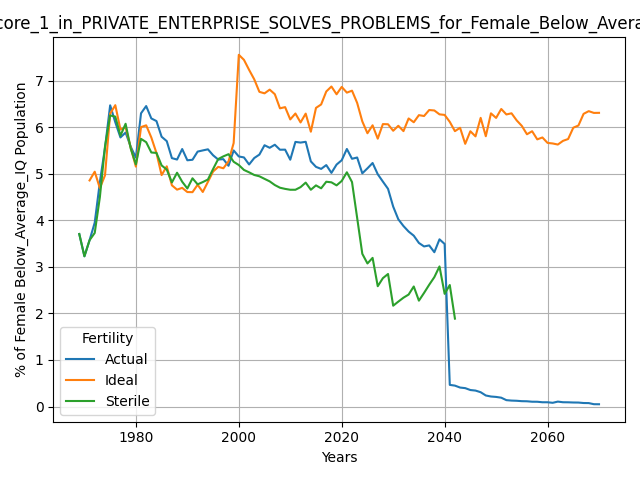 core_1_in_PRIVATE_ENTERPRISE_SOLVES_PROBLEMS_for_Female_Below_Avera
% of Female Below_Average_IQ Population
7
6
5
4
3
2
1
0
Fertility
Actual
Ideal
Sterile
1980 2000 2020 2040 2060
Years